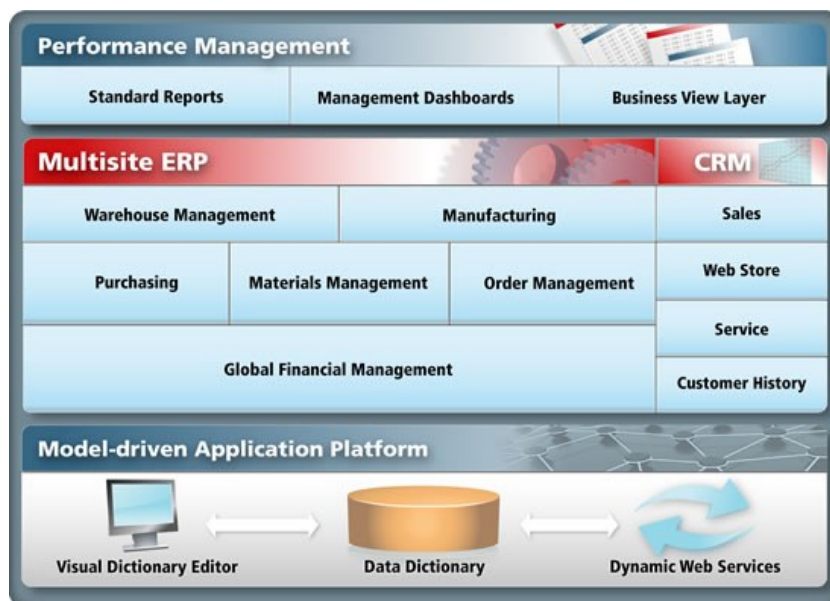 Performance Management
Standard Reports
Management Dashboards
Business View Layer
Multisite ERP
CRM
Warehouse Management
Manufacturing
Sales
Purchasing
Materials Management
Order Management
Web Store
Service
Global Financial Management
Customer History
Model-driven Application Platform
Visual Dictionary Editor
Data Dictionary
Dynamic Web Services